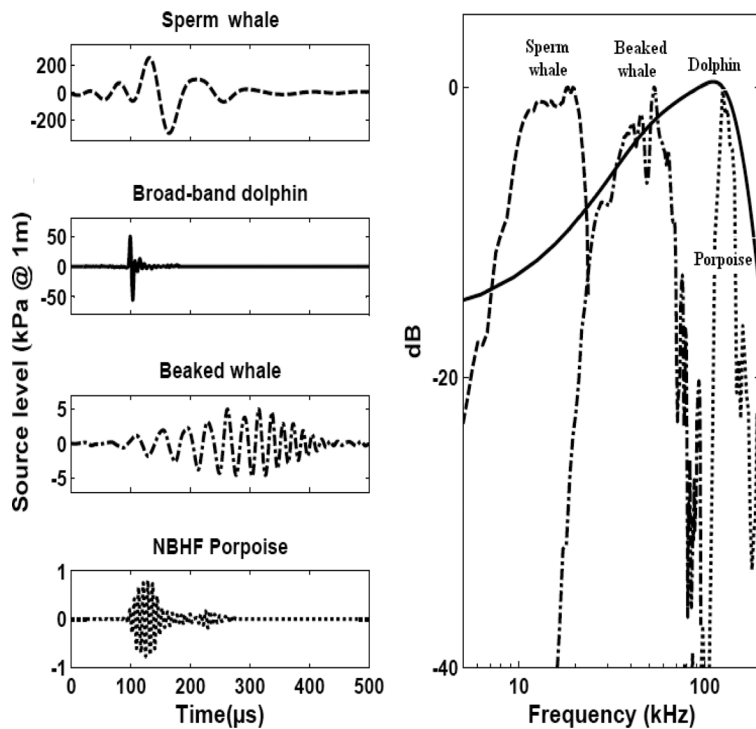 Sperm whale
200
0
-200
Broad-band dolphin
50
0
-50
Beaked whale
5
0
-5
NBHF Porpoise
1
0
-1
0 100 200 300 400 500
Time(µs)
Source level (kPa @ 1m)
Sperm
whale
Beaked
whale
Dolphin
Porpoise
0
-20
-40
dB
10 100
Frequency (kHz)